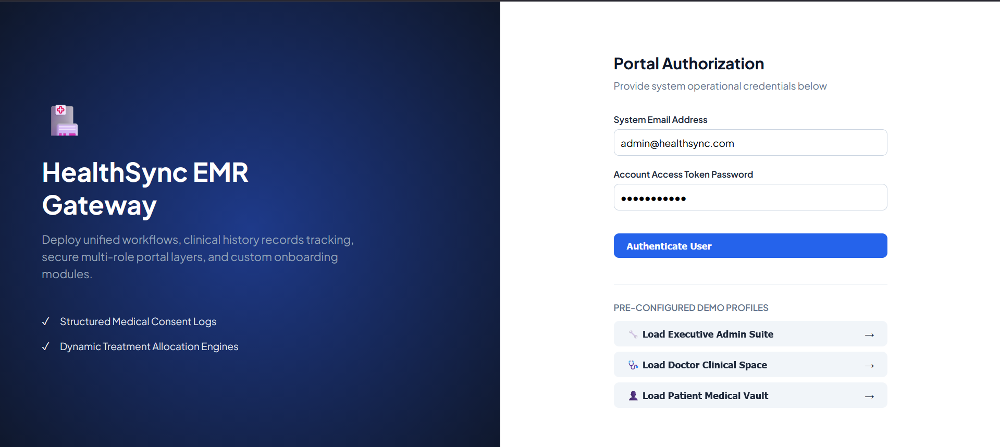 HealthSync EMR
Gateway
Deploy unified workflows, clinical history records tracking,
secure multi-role portal layers, and custom onboarding
modules.
✓ Structured Medical Consent Logs
✓ Dynamic Treatment Allocation Engines
Portal Authorization
Provide system operational credentials below
System Email Address
admin@healthsync.com
Account Access Token Password
•••••••••••
Authenticate User
PRE-CONFIGURED DEMO PROFILES
Load Executive Admin Suite →
Load Doctor Clinical Space →
Load Patient Medical Vault →